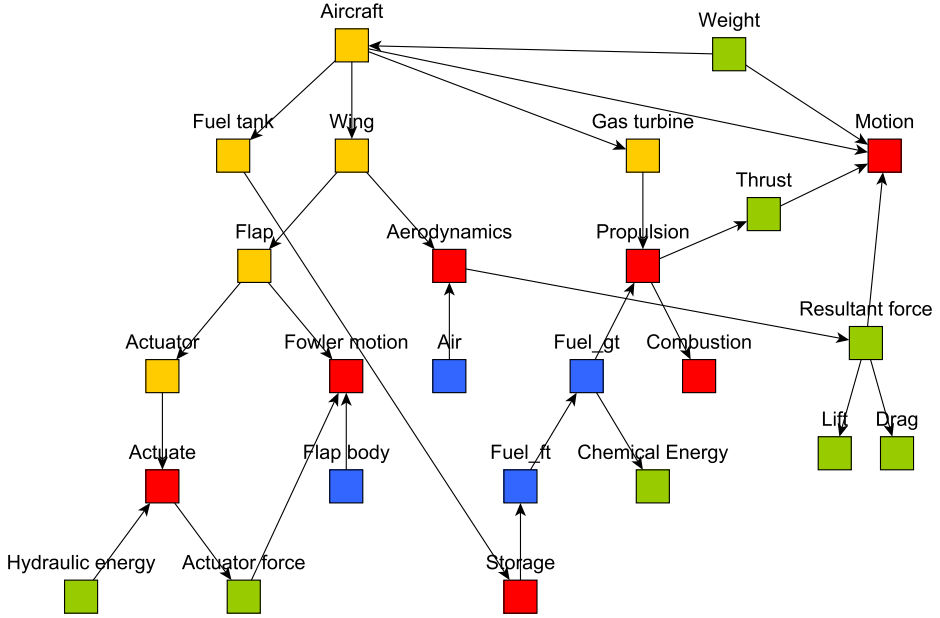 Aircraft
Weight
Fuel tank
Wing
Gas turbine
Motion
Thrust
Flap
Aerodynamics
Propulsion
Resultant force
Actuator
Fowler motion
Air
Fuel_gt
Combustion
Lift
Drag
Actuate
Flap body
Fuel_ft
Chemical Energy
Hydraulic energy
Actuator force
Storage